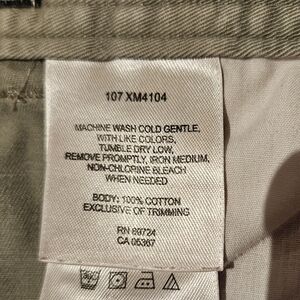 107 XM4104
MACHINE WASH COLD GENTLE,
WITH LIKE COLORS,
TUMBLE DRY LOW,
REMOVE PROMPTLY, IRON MEDIUM,
NON-CHLORINE BLEACH
WHEN NEEDED
BODY: 100% COTTON
EXCLUSIVE OF TRIMMING
RN 69724
CA 05367